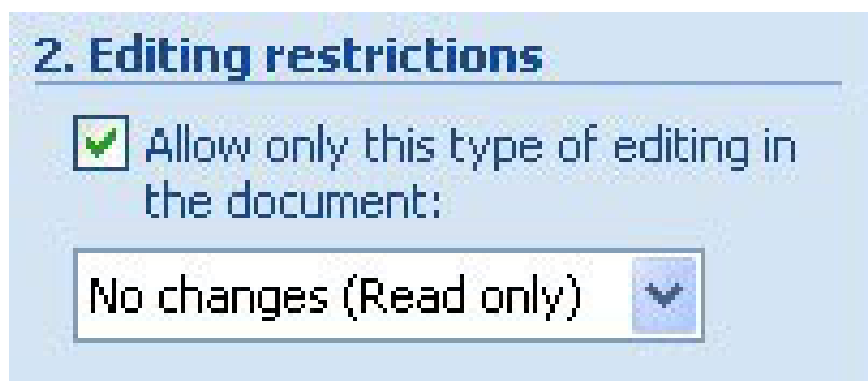 2. Editing restrictions
Allow only this type of editing in
the document:
No changes (Read only)